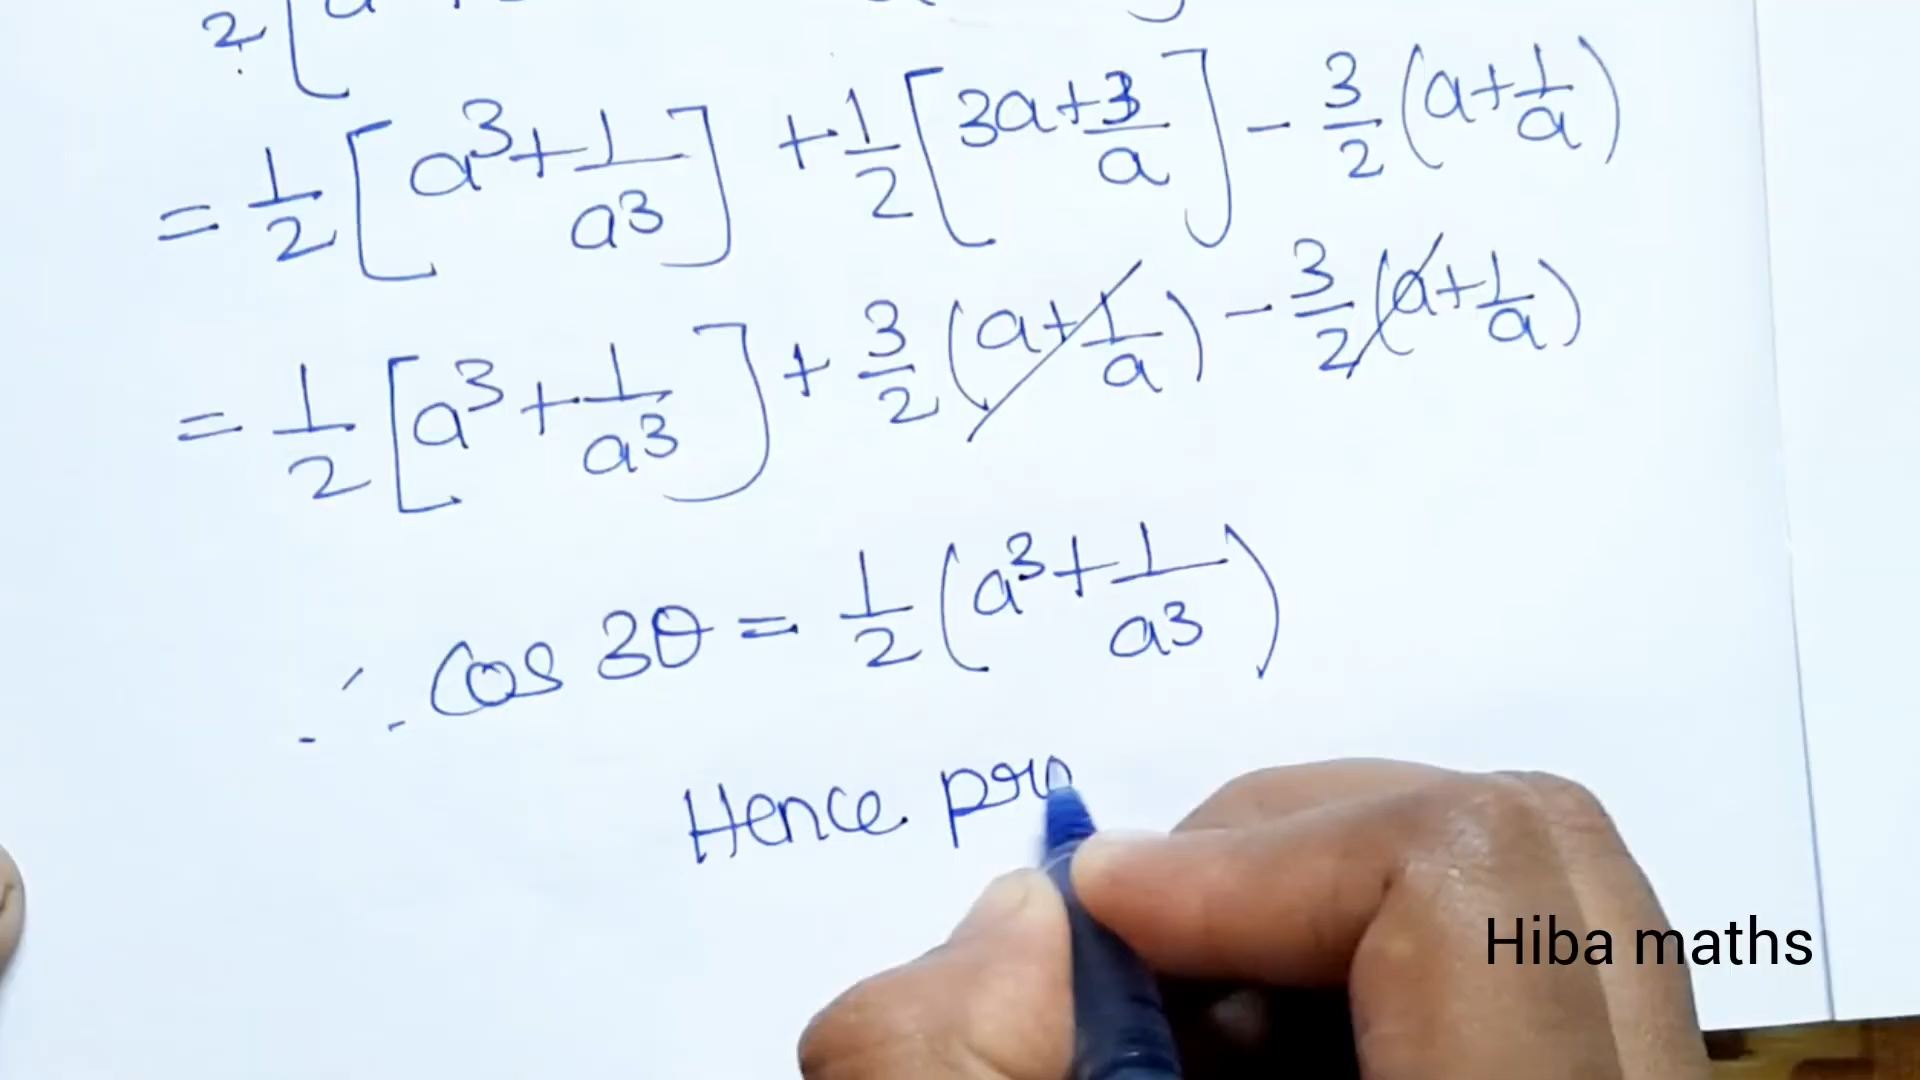 2
= 1/2 [a³ + 1/a³] + 1/2 [3a + 3/a] - 3/2 (a + 1/a)
= 1/2 [a³ + 1/a³] + 3/2 (a + 1/a) - 3/2 (a + 1/a)
∴ Cos 3θ = 1/2 (a³ + 1/a³)
Hence pro
Hiba maths